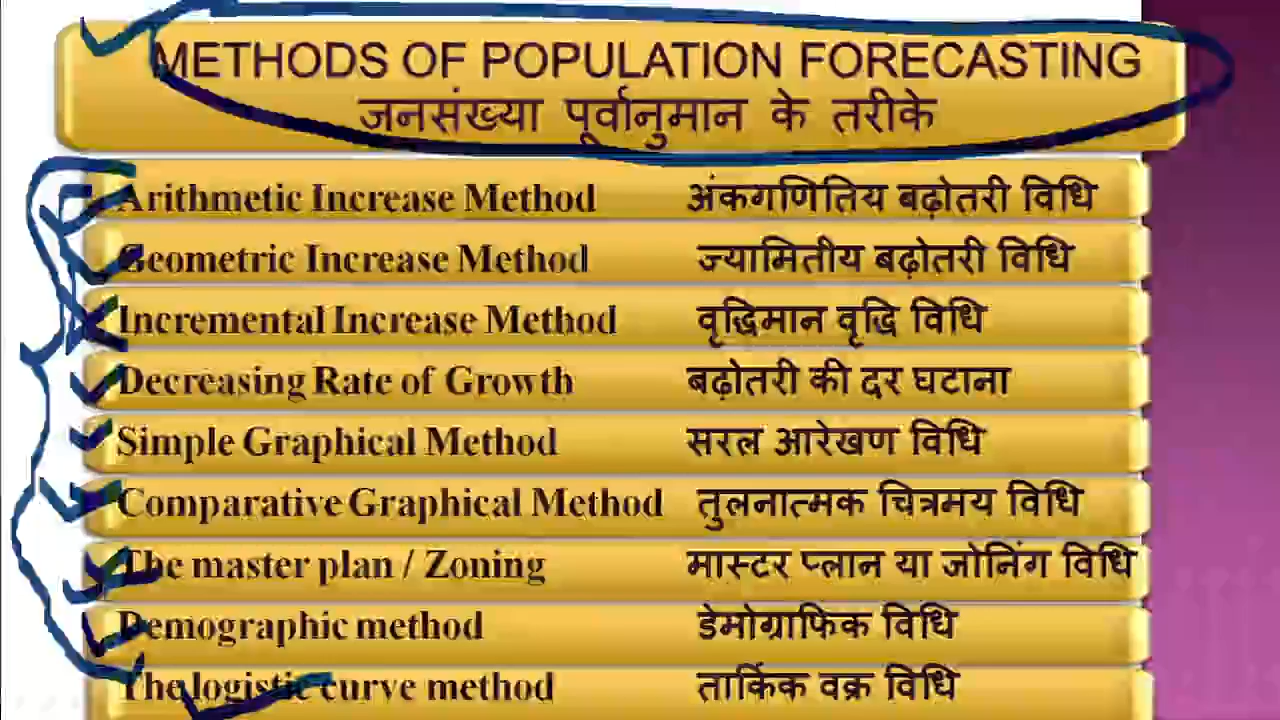 METHODS OF POPULATION FORECASTING
जनसंख्या पूर्वानुमान के तरीके
Arithmetic Increase Method अंकगणितिय बढ़ोतरी विधि
Geometric Increase Method ज्यामितीय बढ़ोतरी विधि
Incremental Increase Method वृद्धिमान वृद्धि विधि
Decreasing Rate of Growth बढ़ोतरी की दर घटाना
Simple Graphical Method सरल आरेखण विधि
Comparative Graphical Method तुलनात्मक चित्रमय विधि
The master plan / Zoning मास्टर प्लान या जोनिंग विधि
Demographic method डेमोग्राफिक विधि
The logistic curve method तार्किक वक्र विधि